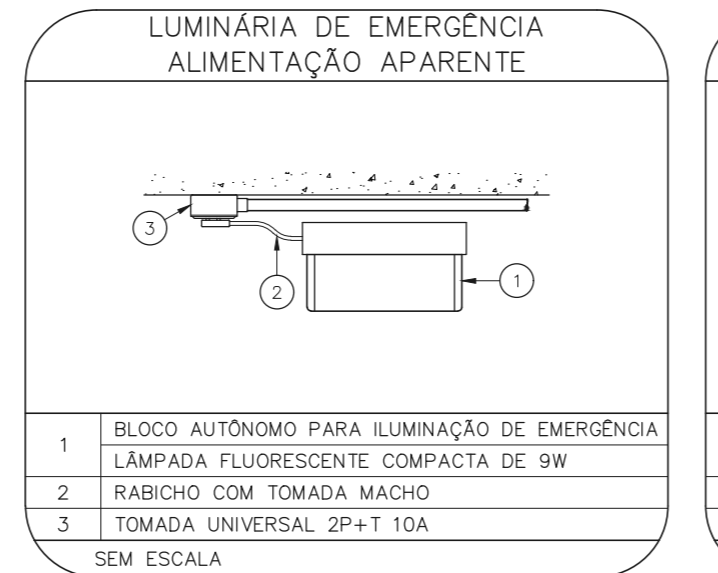 LUMINÁRIA DE EMERGÊNCIA
ALIMENTAÇÃO APARENTE
3
2
1
1 BLOCO AUTÔNOMO PARA ILUMINAÇÃO DE EMERGÊNCIA
LÂMPADA FLUORESCENTE COMPACTA DE 9W
2 RABICHO COM TOMADA MACHO
3 TOMADA UNIVERSAL 2P+T 10A
SEM ESCALA